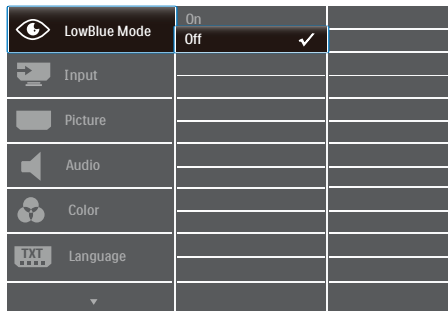 LowBlue Mode
On
Off
Input
Picture
Audio
Color
TXT
Language